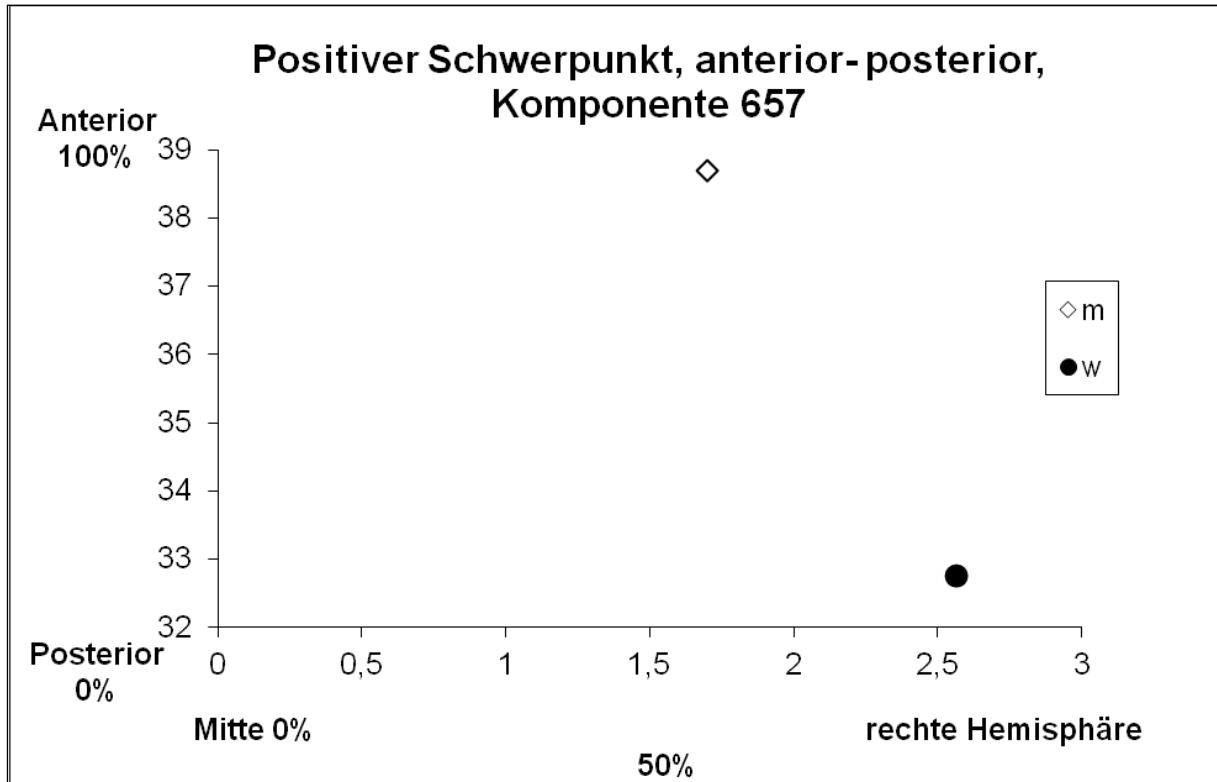 Positiver Schwerpunkt, anterior- posterior,
Komponente 657
Anterior
100%
39
38
37
36
35
34
33
32
m
w
Posterior
0%
0
0,5
1
1,5
2
2,5
3
Mitte 0%
rechte Hemisphäre
50%